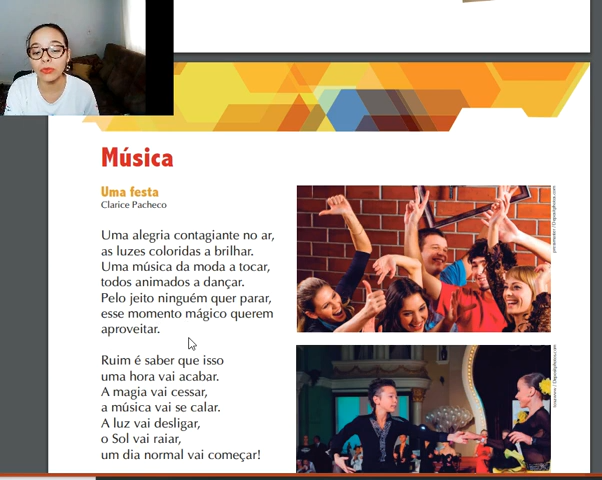 Música
Uma festa
Clarice Pacheco
Uma alegria contagiante no ar,
as luzes coloridas a brilhar.
Uma música da moda a tocar,
todos animados a dançar.
Pelo jeito ninguém quer parar,
esse momento mágico querem
aproveitar.
Ruim é saber que isso
uma hora vai acabar.
A magia vai cessar,
a música vai se calar.
A luz vai desligar,
o Sol vai raiar,
um dia normal vai começar!